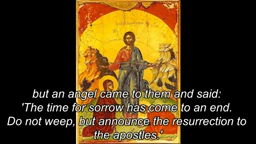 but an angel came to them and said:
'The time for sorrow has come to an end.
Do not weep, but announce the resurrection to
the apostles.'